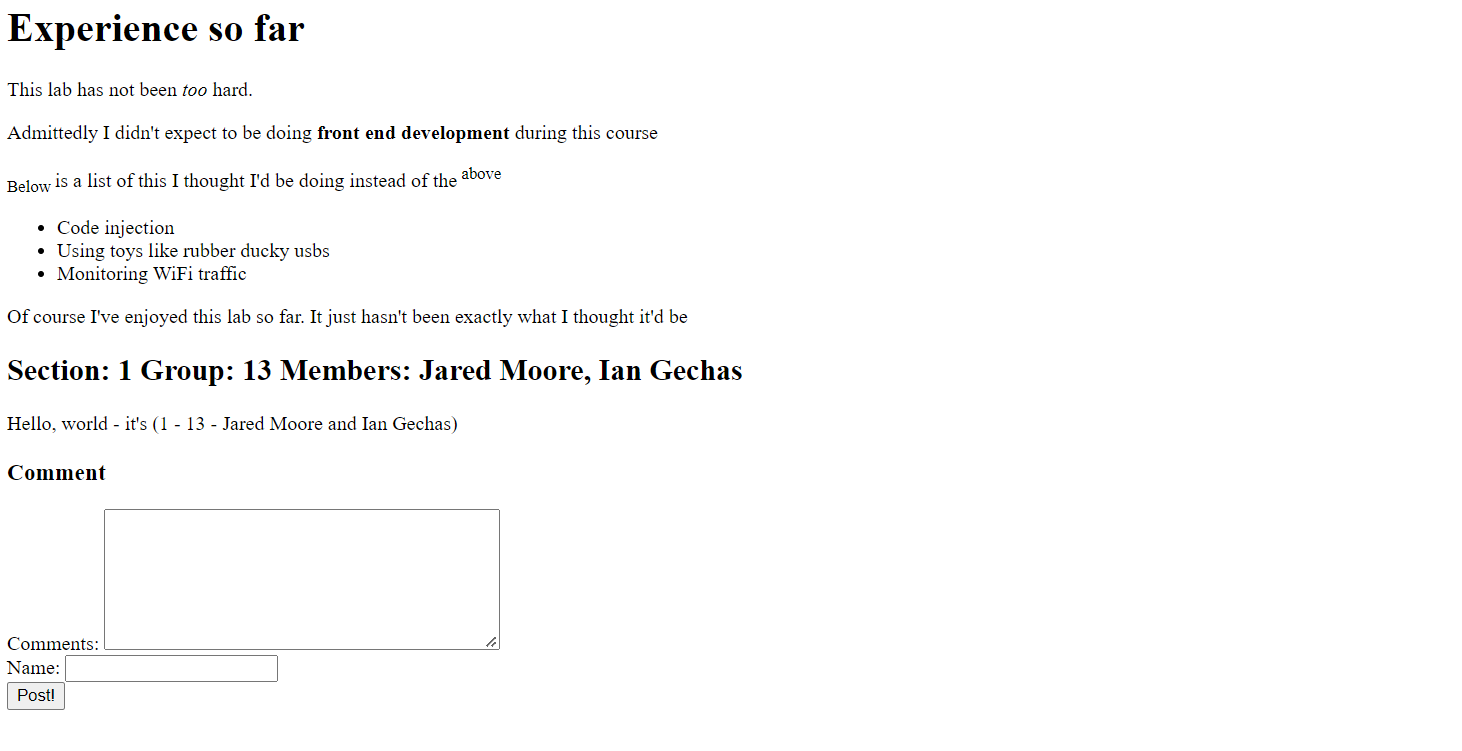 Experience so far
This lab has not been too hard.
Admittedly I didn't expect to be doing front end development during this course
Below is a list of this I thought I'd be doing instead of the above
• Code injection
• Using toys like rubber ducky usbs
• Monitoring WiFi traffic
Of course I've enjoyed this lab so far. It just hasn't been exactly what I thought it'd be
Section: 1 Group: 13 Members: Jared Moore, Ian Gechas
Hello, world - it's (1 - 13 - Jared Moore and Ian Gechas)
Comment
Comments:
Name:
Post!